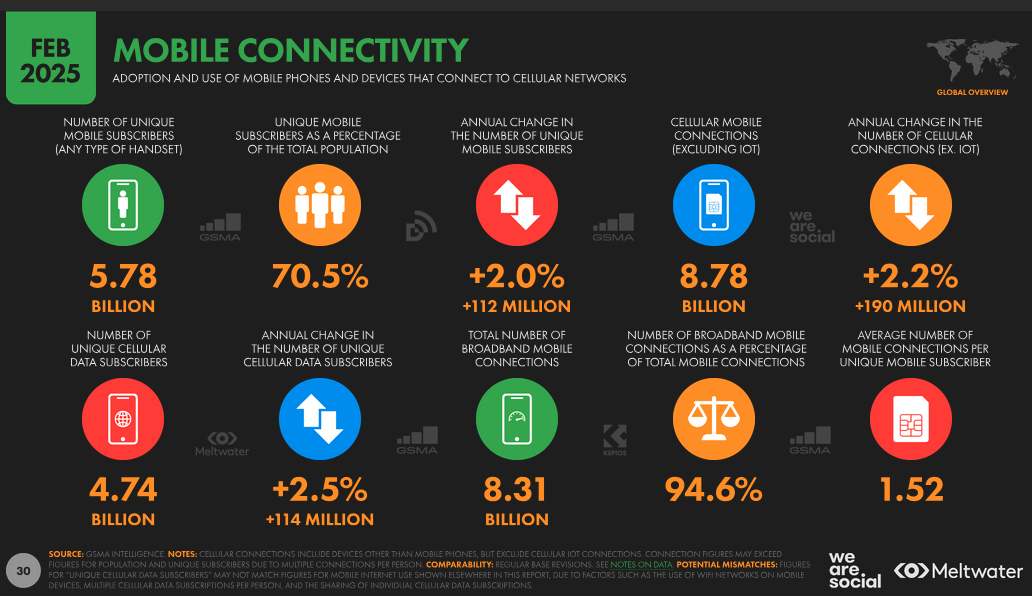 FEB
2025
MOBILE CONNECTIVITY
ADOPTION AND USE OF MOBILE PHONES AND DEVICES THAT CONNECT TO CELLULAR NETWORKS
GLOBAL OVERVIEW
NUMBER OF UNIQUE
MOBILE SUBSCRIBERS
(ANY TYPE OF HANDSET)
5.78
BILLION
UNIQUE MOBILE
SUBSCRIBERS AS A PERCENTAGE
OF THE TOTAL POPULATION
70.5%
ANNUAL CHANGE IN
THE NUMBER OF UNIQUE
MOBILE SUBSCRIBERS
+2.0%
+112 MILLION
CELLULAR MOBILE
CONNECTIONS
(EXCLUDING IOT)
8.78
BILLION
ANNUAL CHANGE IN THE
NUMBER OF CELLULAR
CONNECTIONS (EX. IOT)
+2.2%
+190 MILLION
GSMA
GSMA
we
are
social
NUMBER OF
UNIQUE CELLULAR
DATA SUBSCRIBERS
4.74
BILLION
ANNUAL CHANGE IN
THE NUMBER OF UNIQUE
CELLULAR DATA SUBSCRIBERS
+2.5%
+114 MILLION
TOTAL NUMBER OF
BROADBAND MOBILE
CONNECTIONS
8.31
BILLION
NUMBER OF BROADBAND MOBILE
CONNECTIONS AS A PERCENTAGE
OF TOTAL MOBILE CONNECTIONS
94.6%
AVERAGE NUMBER OF
MOBILE CONNECTIONS PER
UNIQUE MOBILE SUBSCRIBER
1.52
Meltwater
GSMA
KEPIOS
GSMA
30
SOURCE: GSMA INTELLIGENCE. NOTES: CELLULAR CONNECTIONS INCLUDE DEVICES OTHER THAN MOBILE PHONES, BUT EXCLUDE CELLULAR IOT CONNECTIONS. CONNECTION FIGURES MAY EXCEED
FIGURES FOR POPULATION AND UNIQUE SUBSCRIBERS DUE TO MULTIPLE CONNECTIONS PER PERSON. COMPARABILITY: REGULAR BASE REVISIONS. SEE NOTES ON DATA. POTENTIAL MISMATCHES: FIGURES
FOR "UNIQUE CELLULAR DATA SUBSCRIBERS" MAY NOT MATCH FIGURES FOR MOBILE INTERNET USE SHOWN ELSEWHERE IN THIS REPORT, DUE TO FACTORS SUCH AS THE USE OF WIFI NETWORKS ON MOBILE
DEVICES, MULTIPLE CELLULAR DATA SUBSCRIPTIONS PER PERSON, AND THE SHARING OF INDIVIDUAL CELLULAR DATA SUBSCRIPTIONS.
we
are
social
Meltwater